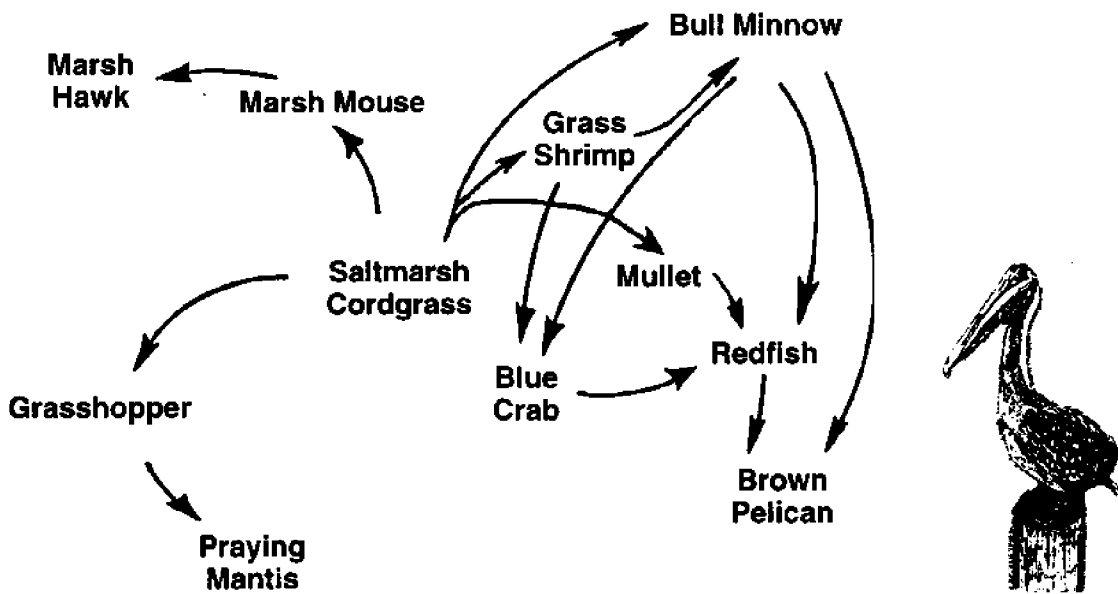 Bull Minnow
Marsh
Hawk
Marsh Mouse
Grass
Shrimp
Saltmarsh
Cordgrass
Mullet
Redfish
Blue
Crab
Grasshopper
Brown
Pelican
Praying
Mantis